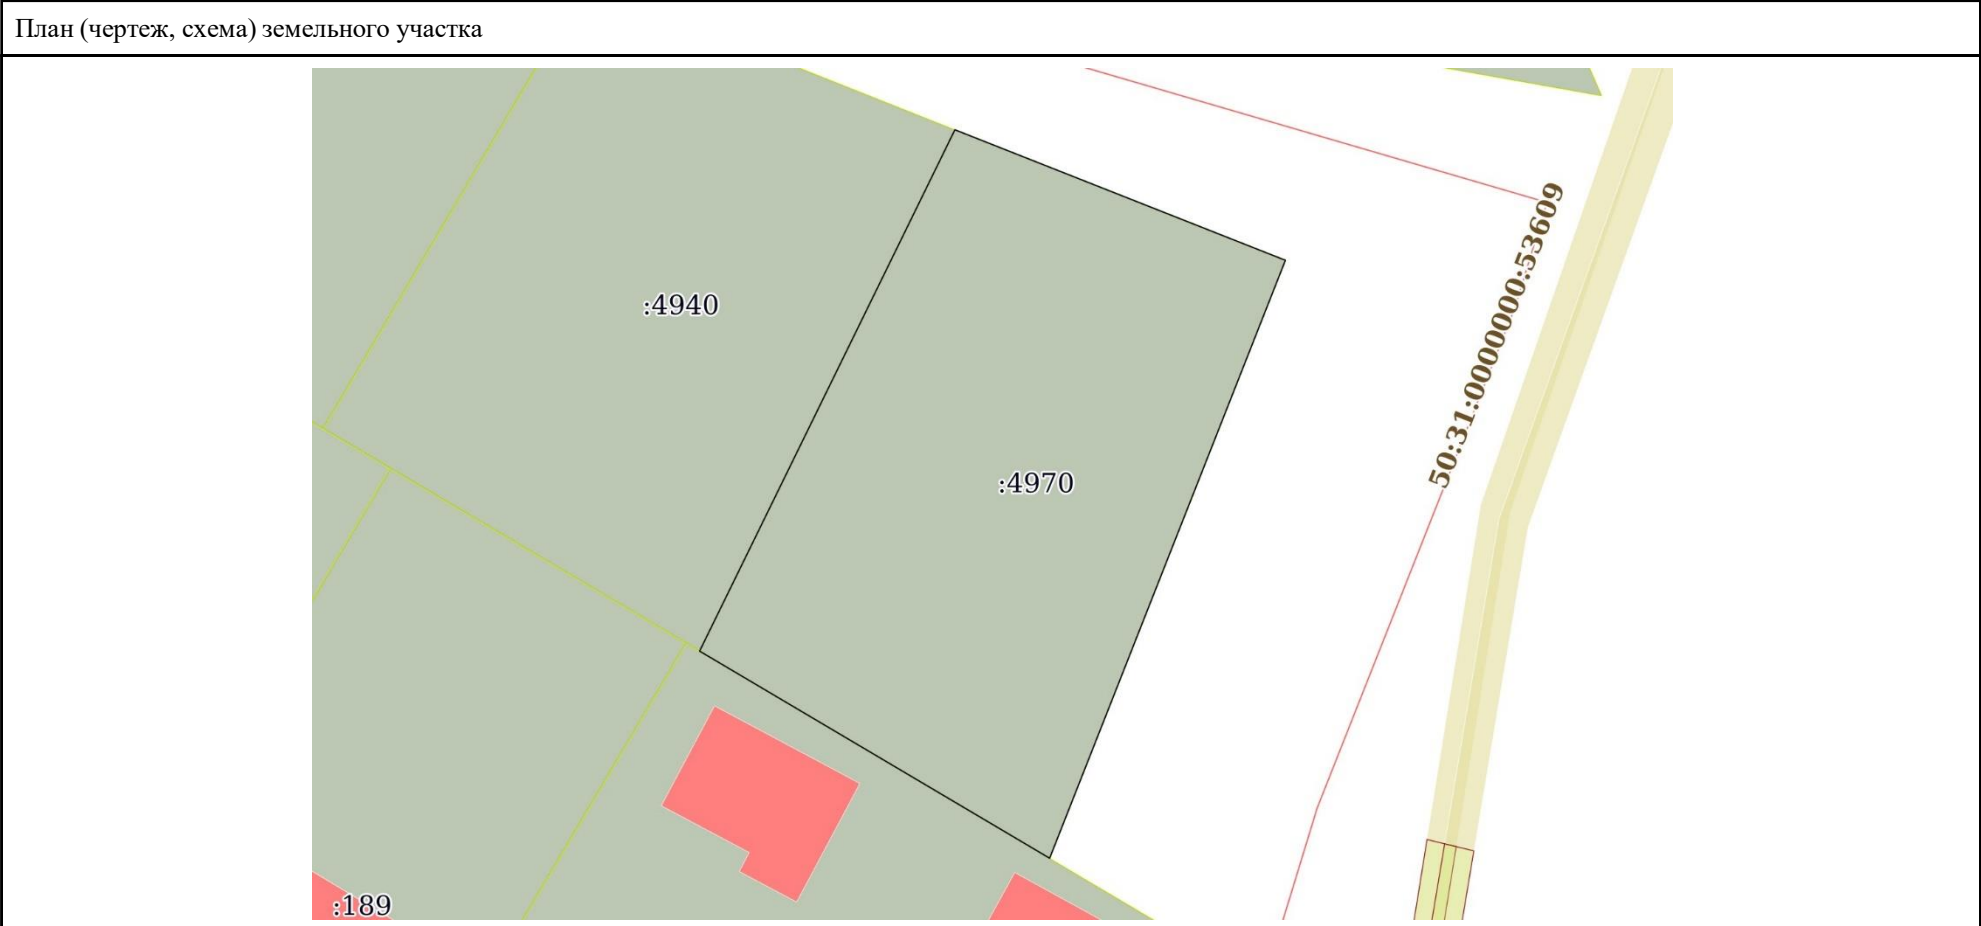 План (чертеж, схема) земельного участка
:4940
50:31:0000000:53609
:4970
:189